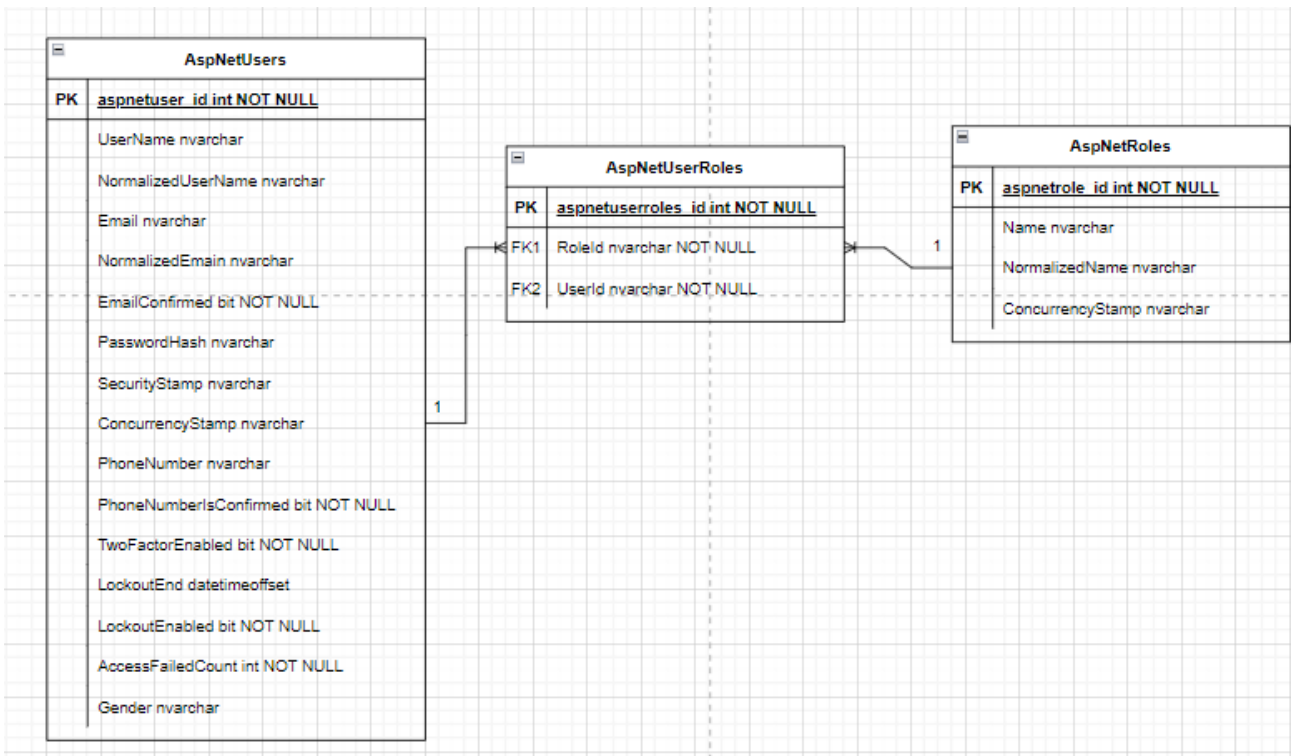 AspNetUsers
PK aspnetuser_id int NOT NULL
UserName nvarchar
NormalizedUserName nvarchar
Email nvarchar
NormalizedEmain nvarchar
EmailConfirmed bit NOT NULL
PasswordHash nvarchar
SecurityStamp nvarchar
ConcurrencyStamp nvarchar
PhoneNumber nvarchar
PhoneNumberIsConfirmed bit NOT NULL
TwoFactorEnabled bit NOT NULL
LockoutEnd datetimeoffset
LockoutEnabled bit NOT NULL
AccessFailedCount int NOT NULL
Gender nvarchar
1
AspNetUserRoles
PK aspnetuserroles_id int NOT NULL
FK1 RoleId nvarchar NOT NULL
FK2 UserId nvarchar NOT NULL
1
AspNetRoles
PK aspnetrole_id int NOT NULL
Name nvarchar
NormalizedName nvarchar
ConcurrencyStamp nvarchar